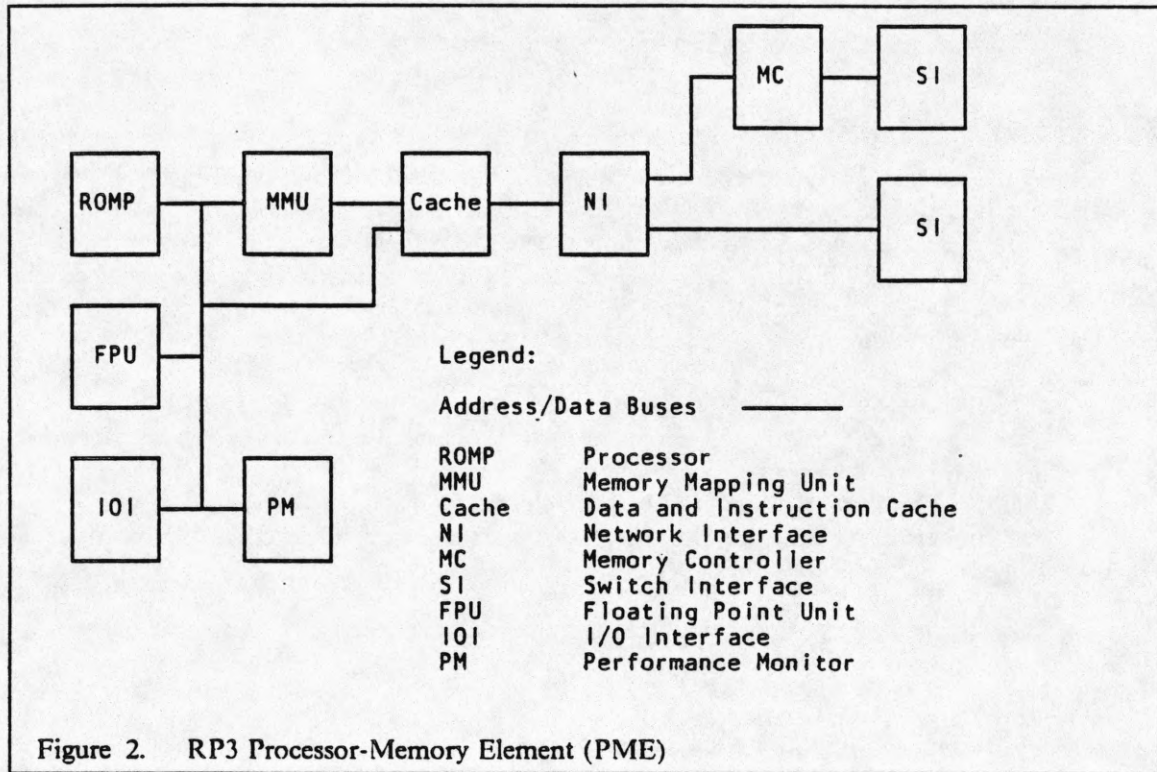 MC SI
ROMP MMU Cache NI SI
FPU
IOI PM
Legend:
Address/Data Buses
ROMP Processor
MMU Memory Mapping Unit
Cache Data and Instruction Cache
NI Network Interface
MC Memory Controller
SI Switch Interface
FPU Floating Point Unit
IOI I/O Interface
PM Performance Monitor
Figure 2. RP3 Processor-Memory Element (PME)